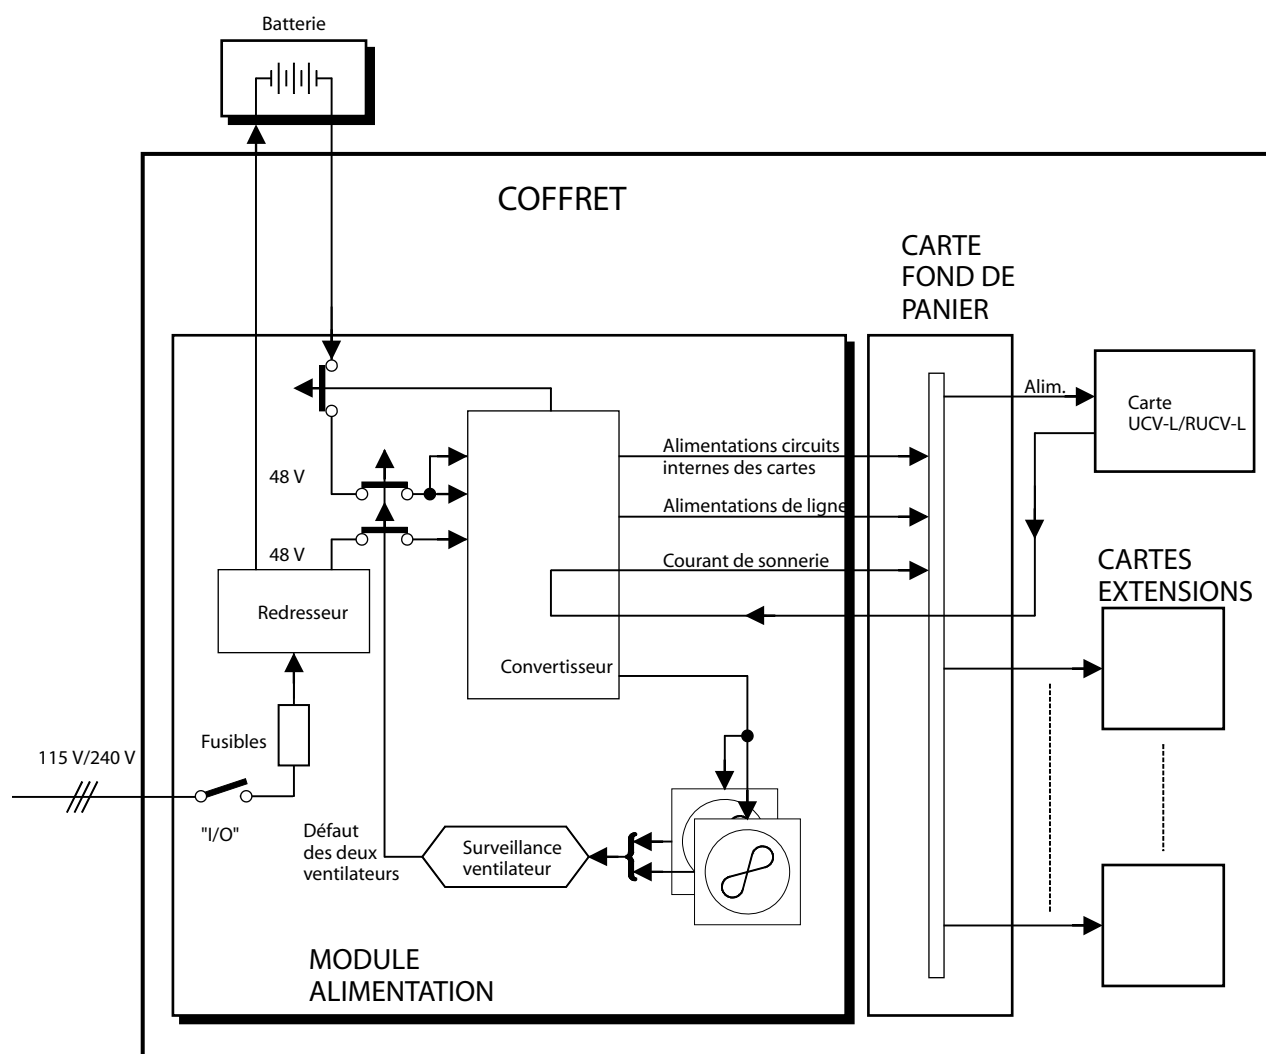 Batterie
COFFRET
CARTE
FOND DE
PANIER
Alim.
Carte
UCV-L/RUCV-L
Alimentations circuits
internes des cartes
48 V
Alimentations de ligne
48 V
Courant de sonnerie
CARTES
EXTENSIONS
Redresseur
Convertisseur
Fusibles
115 V/240 V
"I/O"
Défaut
des deux
ventilateurs
Surveillance
ventilateur
MODULE
ALIMENTATION